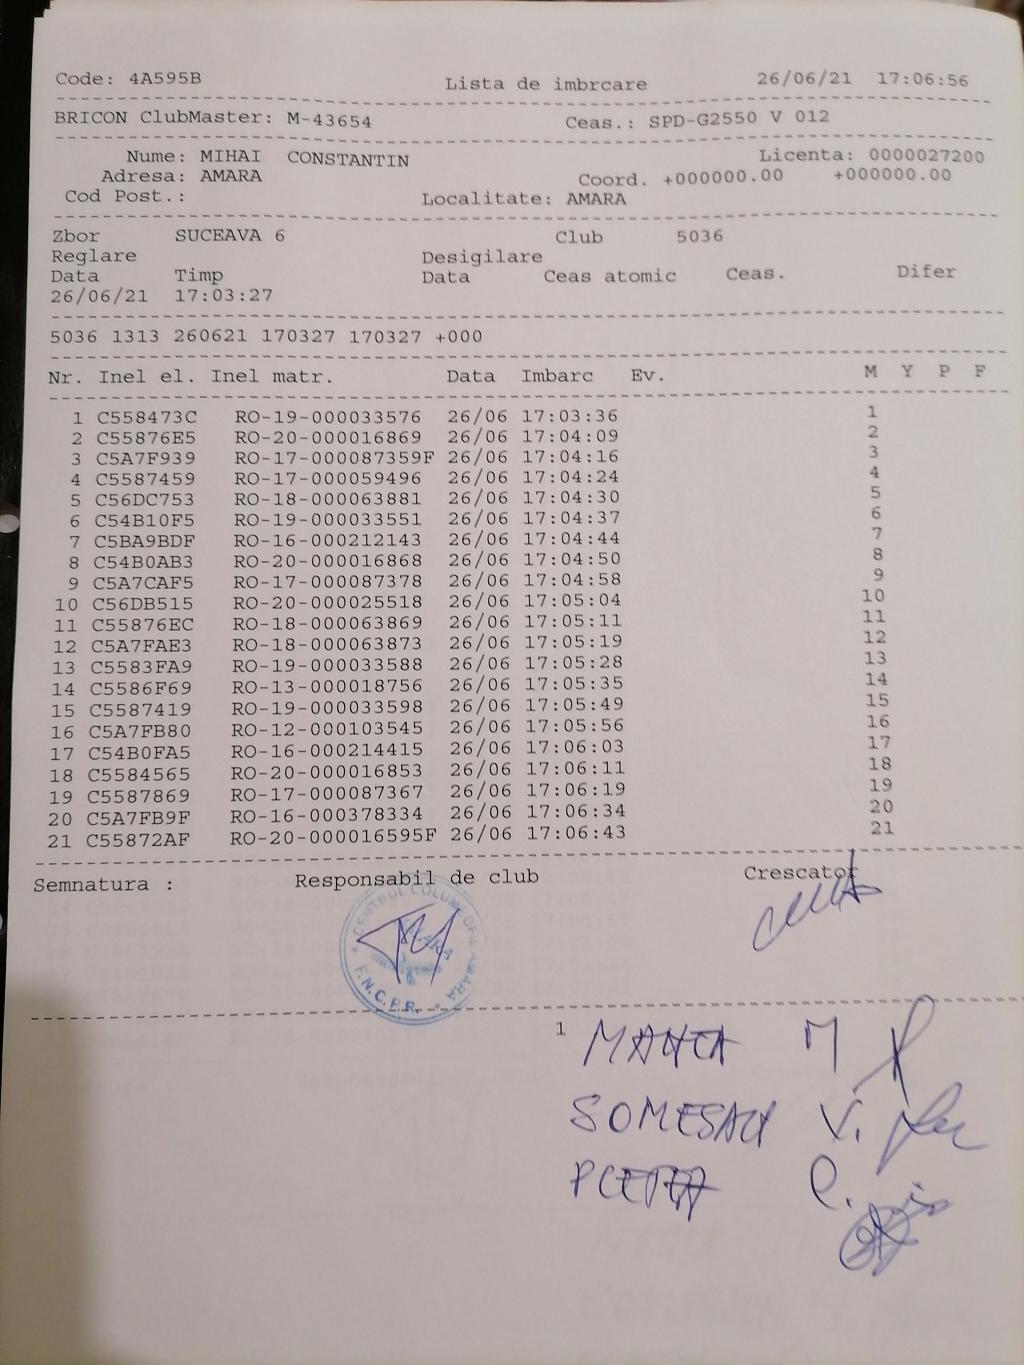 Code: 4A595B Lista de imbrcare 26/06/21 17:06:56
BRICON ClubMaster: M-43654 Ceas.: SPD-G2550 V 012
Nume: MIHAI CONSTANTIN Licenta: 0000027200
Adresa: AMARA Coord. +000000.00 +000000.00
Cod Post.: Localitate: AMARA
Zbor SUCEAVA 6 Club 5036
Reglare Desigilare
Data Timp Data Ceas atomic Ceas. Difer
26/06/21 17:03:27
5036 1313 260621 170327 170327 +000
Nr. Inel el. Inel matr. Data Imbarc Ev. M Y P F
1 C558473C RO-19-000033576 26/06 17:03:36 1
2 C55876E5 RO-20-000016869 26/06 17:04:09 2
3 C5A7F939 RO-17-000087359F 26/06 17:04:16 3
4 C5587459 RO-17-000059496 26/06 17:04:24 4
5 C56DC753 RO-18-000063881 26/06 17:04:30 5
6 C54B10F5 RO-19-000033551 26/06 17:04:37 6
7 C5BA9BDF RO-16-000212143 26/06 17:04:44 7
8 C54B0AB3 RO-20-000016868 26/06 17:04:50 8
9 C5A7CAF5 RO-17-000087378 26/06 17:04:58 9
10 C56DB515 RO-20-000025518 26/06 17:05:04 10
11 C55876EC RO-18-000063869 26/06 17:05:11 11
12 C5A7FAE3 RO-18-000063873 26/06 17:05:19 12
13 C5583FA9 RO-19-000033588 26/06 17:05:28 13
14 C5586F69 RO-13-000018756 26/06 17:05:35 14
15 C5587419 RO-19-000033598 26/06 17:05:49 15
16 C5A7FB80 RO-12-000103545 26/06 17:05:56 16
17 C54B0FA5 RO-16-000214415 26/06 17:06:03 17
18 C5584565 RO-20-000016853 26/06 17:06:11 18
19 C5587869 RO-17-000087367 26/06 17:06:19 19
20 C5A7FB9F RO-16-000378334 26/06 17:06:34 20
21 C55872AF RO-20-000016595F 26/06 17:06:43 21
Semnatura : Responsabil de club Crescator
CENTRUL COLUMBOFIL AMARA
F.N.C.P.R.
1
M
V.